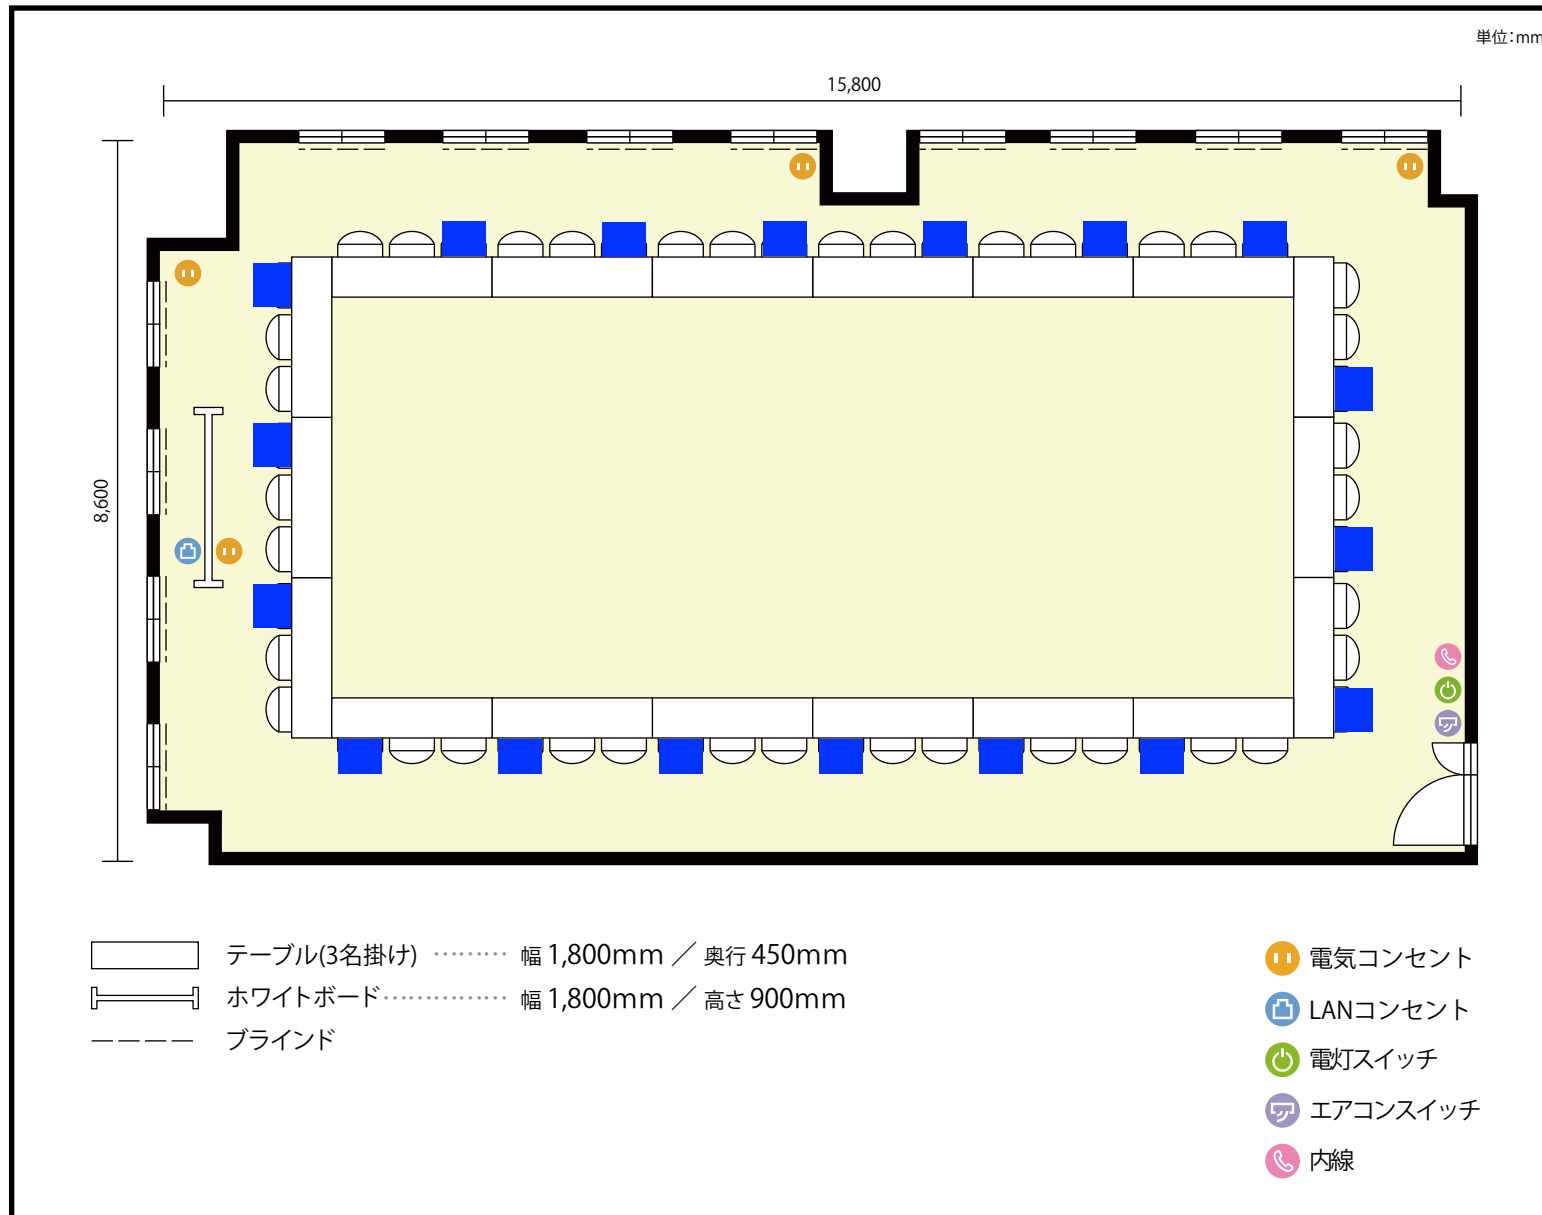 単位:mm
15,800
8,600
テーブル(3名掛け) ……… 幅 1,800mm ／ 奥行 450mm
ホワイトボード…………… 幅 1,800mm ／ 高さ 900mm
ブラインド
電気コンセント
LANコンセント
電灯スイッチ
エアコンスイッチ
内線